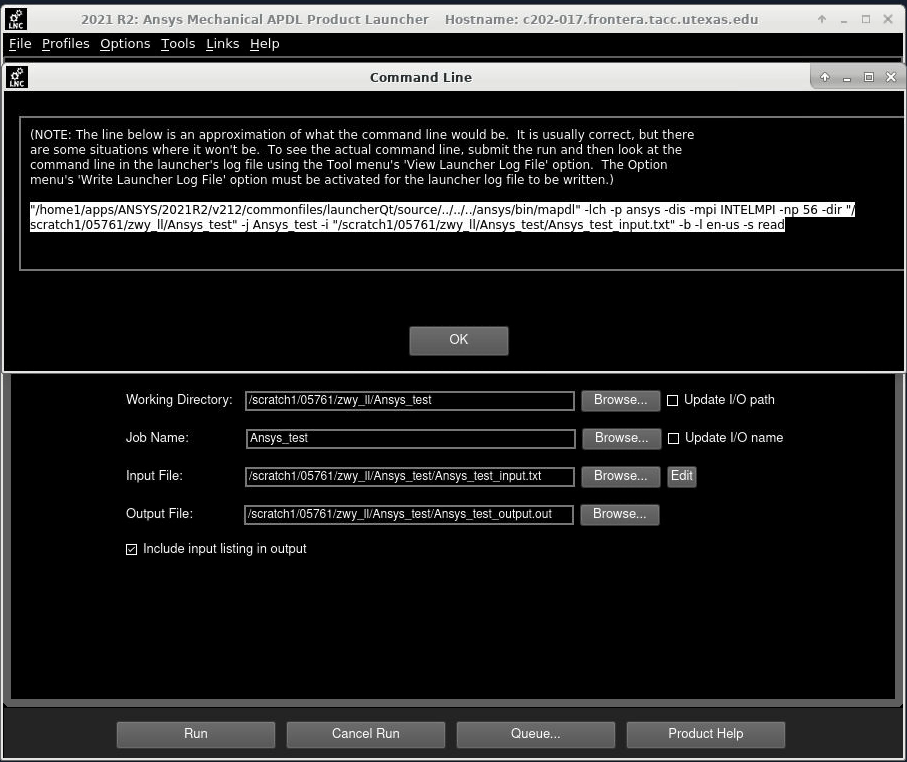 LNC
2021 R2: Ansys Mechanical APDL Product Launcher    Hostname: c202-017.frontera.tacc.utexas.edu
File Profiles Options Tools Links Help
LNC
Command Line
(NOTE: The line below is an approximation of what the command line would be.  It is usually correct, but there
are some situations where it won't be.  To see the actual command line, submit the run and then look at the
command line in the launcher's log file using the Tool menu's 'View Launcher Log File' option.  The Option
menu's 'Write Launcher Log File' option must be activated for the launcher log file to be written.)
"/home1/apps/ANSYS/2021R2/v212/commonfiles/launcherQt/source/../../../ansys/bin/mapdl" -lch -p ansys -dis -mpi INTELMPI -np 56 -dir "/
scratch1/05761/zwy_ll/Ansys_test" -j Ansys_test -i "/scratch1/05761/zwy_ll/Ansys_test/Ansys_test_input.txt" -b -l en-us -s read
OK
Working Directory: /scratch1/05761/zwy_ll/Ansys_test Browse... Update I/O path
Job Name: Ansys_test Browse... Update I/O name
Input File: /scratch1/05761/zwy_ll/Ansys_test/Ansys_test_input.txt Browse... Edit
Output File: /scratch1/05761/zwy_ll/Ansys_test/Ansys_test_output.out Browse...
Include input listing in output
Run Cancel Run Queue... Product Help